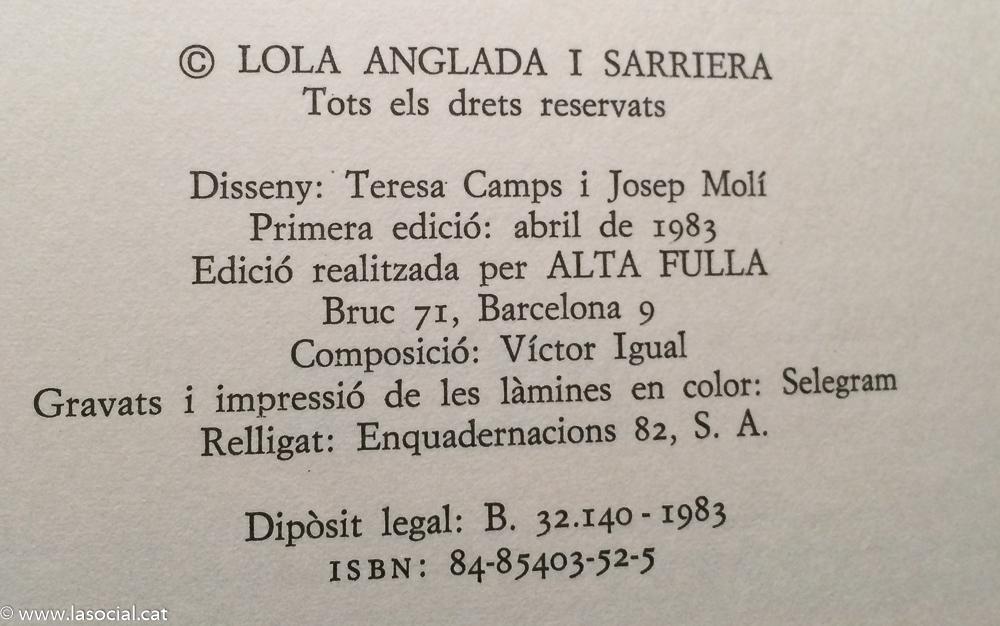 © LOLA ANGLADA I SARRIERA
Tots els drets reservats
Disseny: Teresa Camps i Josep Molí
Primera edició: abril de 1983
Edició realitzada per ALTA FULLA
Bruc 71, Barcelona 9
Composició: Víctor Igual
Gravats i impressió de les làmines en color: Selegram
Relligat: Enquadernacions 82, S. A.
Dipòsit legal: B. 32.140 - 1983
ISBN: 84-85403-52-5
© www.lasocial.cat